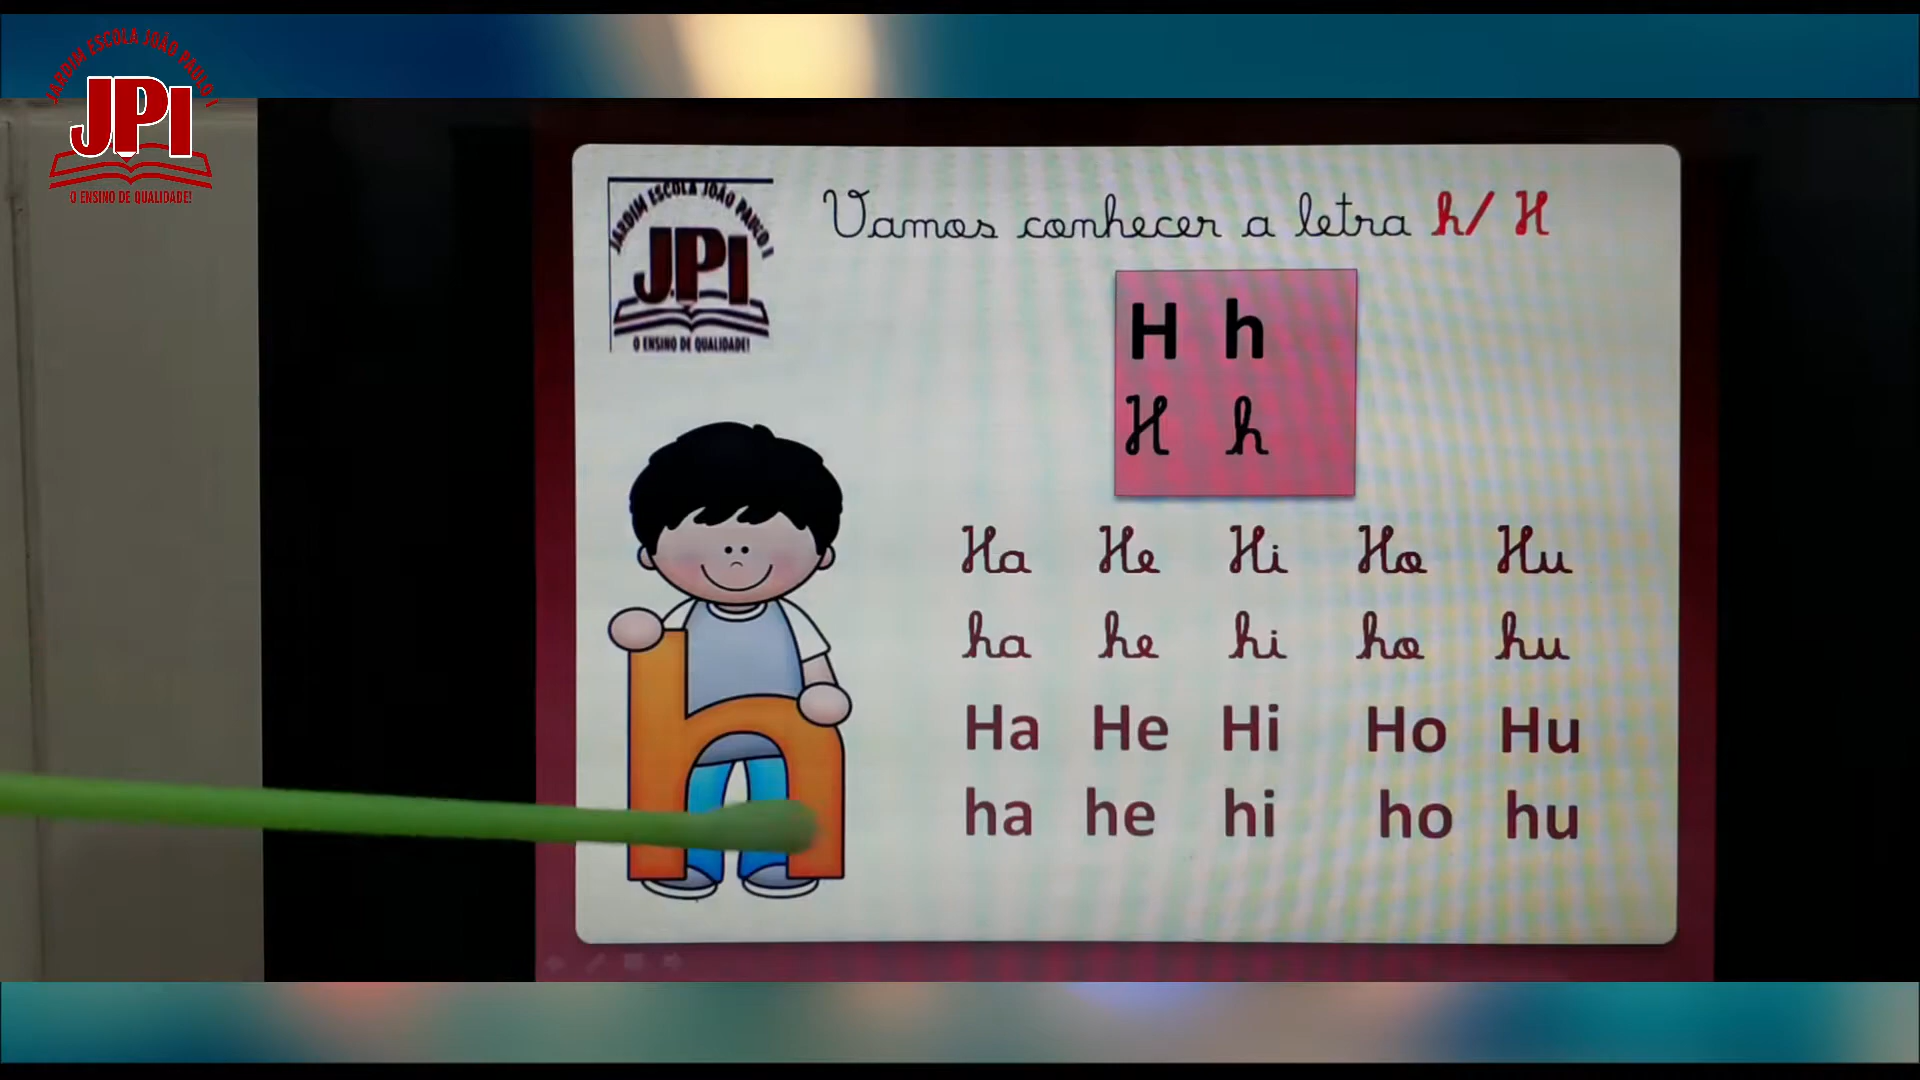 JARDIM ESCOLA JOÃO PAULO I
JPI
O ENSINO DE QUALIDADE!
JARDIM ESCOLA JOÃO PAULO I
JPI
O ENSINO DE QUALIDADE!
Vamos conhecer a letra h/ H
H h
H h
Ha He Hi Ho Hu
ha he hi ho hu
Ha He Hi Ho Hu
ha he hi ho hu
h